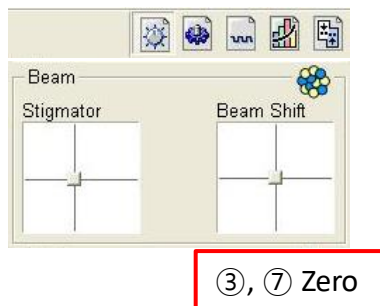 Beam
Stigmator Beam Shift
③, ⑦ Zero